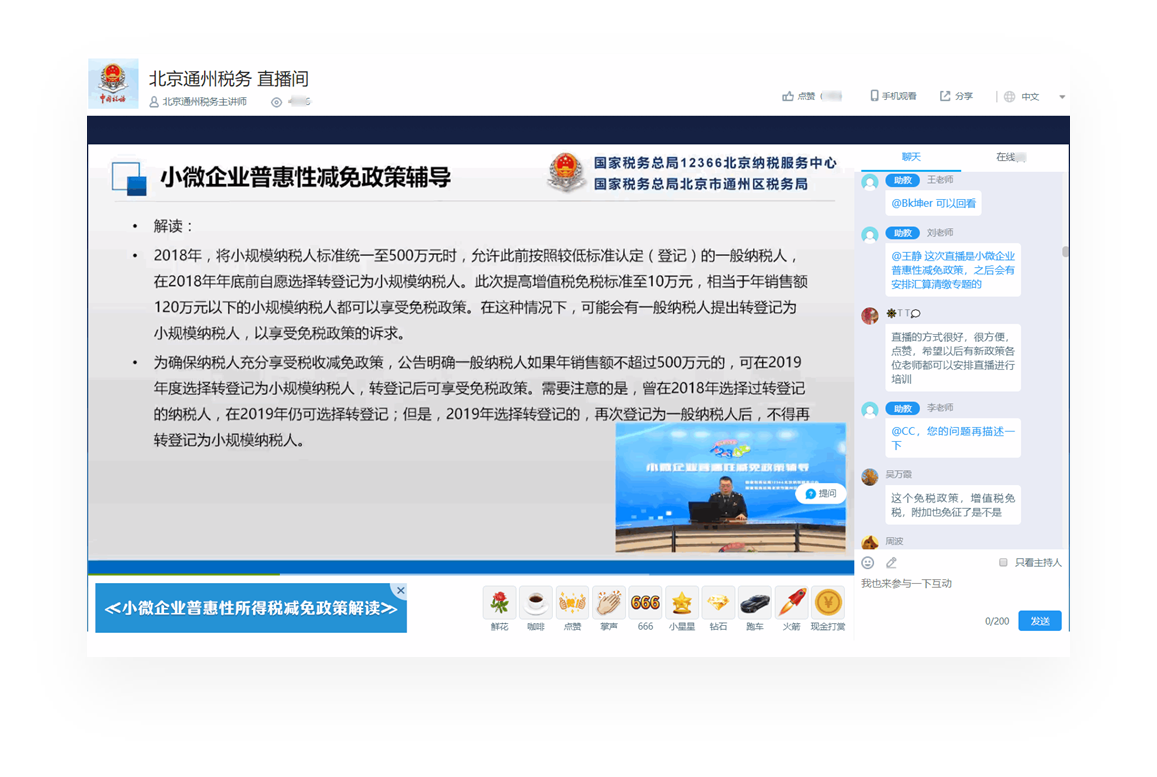 北京通州税务 直播间
北京通州税务主讲师
点赞
手机观看
分享
中文
小微企业普惠性减免政策辅导
国家税务总局12366北京纳税服务中心
国家税务总局北京市通州区税务局
• 解读：
• 2018年，将小规模纳税人标准统一至500万元时，允许此前按照较低标准认定（登记）的一般纳税人，
在2018年年底前自愿选择转登记为小规模纳税人。此次提高增值税免税标准至10万元，相当于年销售额
120万元以下的小规模纳税人都可以享受免税政策。在这种情况下，可能会有一般纳税人提出转登记为
小规模纳税人，以享受免税政策的诉求。
• 为确保纳税人充分享受税收减免政策，公告明确一般纳税人如果年销售额不超过500万元的，可在2019
年度选择转登记为小规模纳税人，转登记后可享受免税政策。需要注意的是，曾在2018年选择过转登记
的纳税人，在2019年仍可选择转登记；但是，2019年选择转登记的，再次登记为一般纳税人后，不得再
转登记为小规模纳税人。
小微企业普惠性减免政策辅导
提问
≪小微企业普惠性所得税减免政策解读≫
鲜花
咖啡
点赞
掌声
666
666
小星星
钻石
跑车
火箭
现金打赏
聊天
在线
助教 王老师
可以回看
助教 刘老师
@王静 这次直播是小微企业
普惠性减免政策，之后会有
安排汇算清缴专题的
T T
直播的方式很好，很方便，
点赞，希望以后有新政策各
位老师都可以安排直播进行
培训
助教 李老师
@CC，您的问题再描述一
下
吴万霞
这个免税政策，增值税免
税，附加也免征了是不是
周波
只看主持人
我也来参与一下互动
0/200
发送